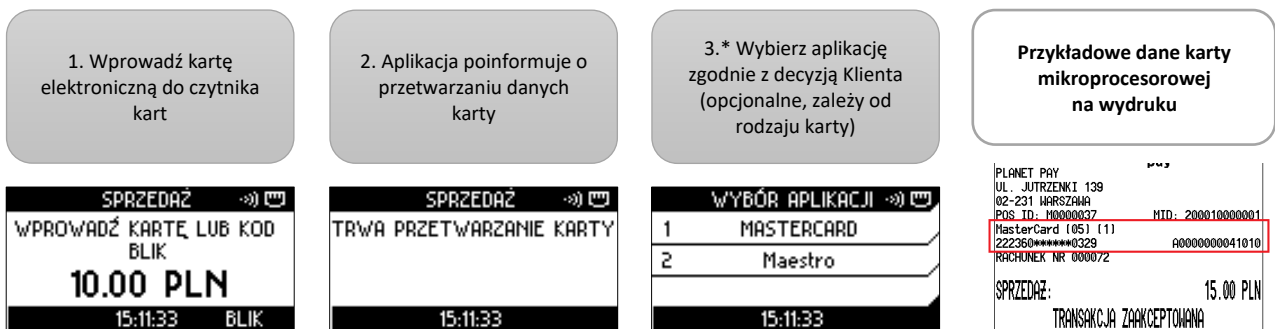 1. Wprowadź kartę
elektroniczną do czytnika
kart
2. Aplikacja poinformuje o
przetwarzaniu danych
karty
3.* Wybierz aplikację
zgodnie z decyzją Klienta
(opcjonalne, zależy od
rodzaju karty)
Przykładowe dane karty
mikroprocesorowej
na wydruku
SPRZEDAŻ
WPROWADŹ KARTĘ LUB KOD
BLIK
10.00 PLN
15:11:33 BLIK
SPRZEDAŻ
TRWA PRZETWARZANIE KARTY
15:11:33
WYBÓR APLIKACJI
1 MASTERCARD
2 Maestro
15:11:33
pay
PLANET PAY
UL. JUTRZENKI 139
02-231 WARSZAWA
POS ID: M0000037 MID: 200010000001
MasterCard (05) (1)
222360******0329 A0000000041010
RACHUNEK NR 000072
SPRZEDAŻ: 15.00 PLN
TRANSAKCJA ZAAKCEPTOWANA